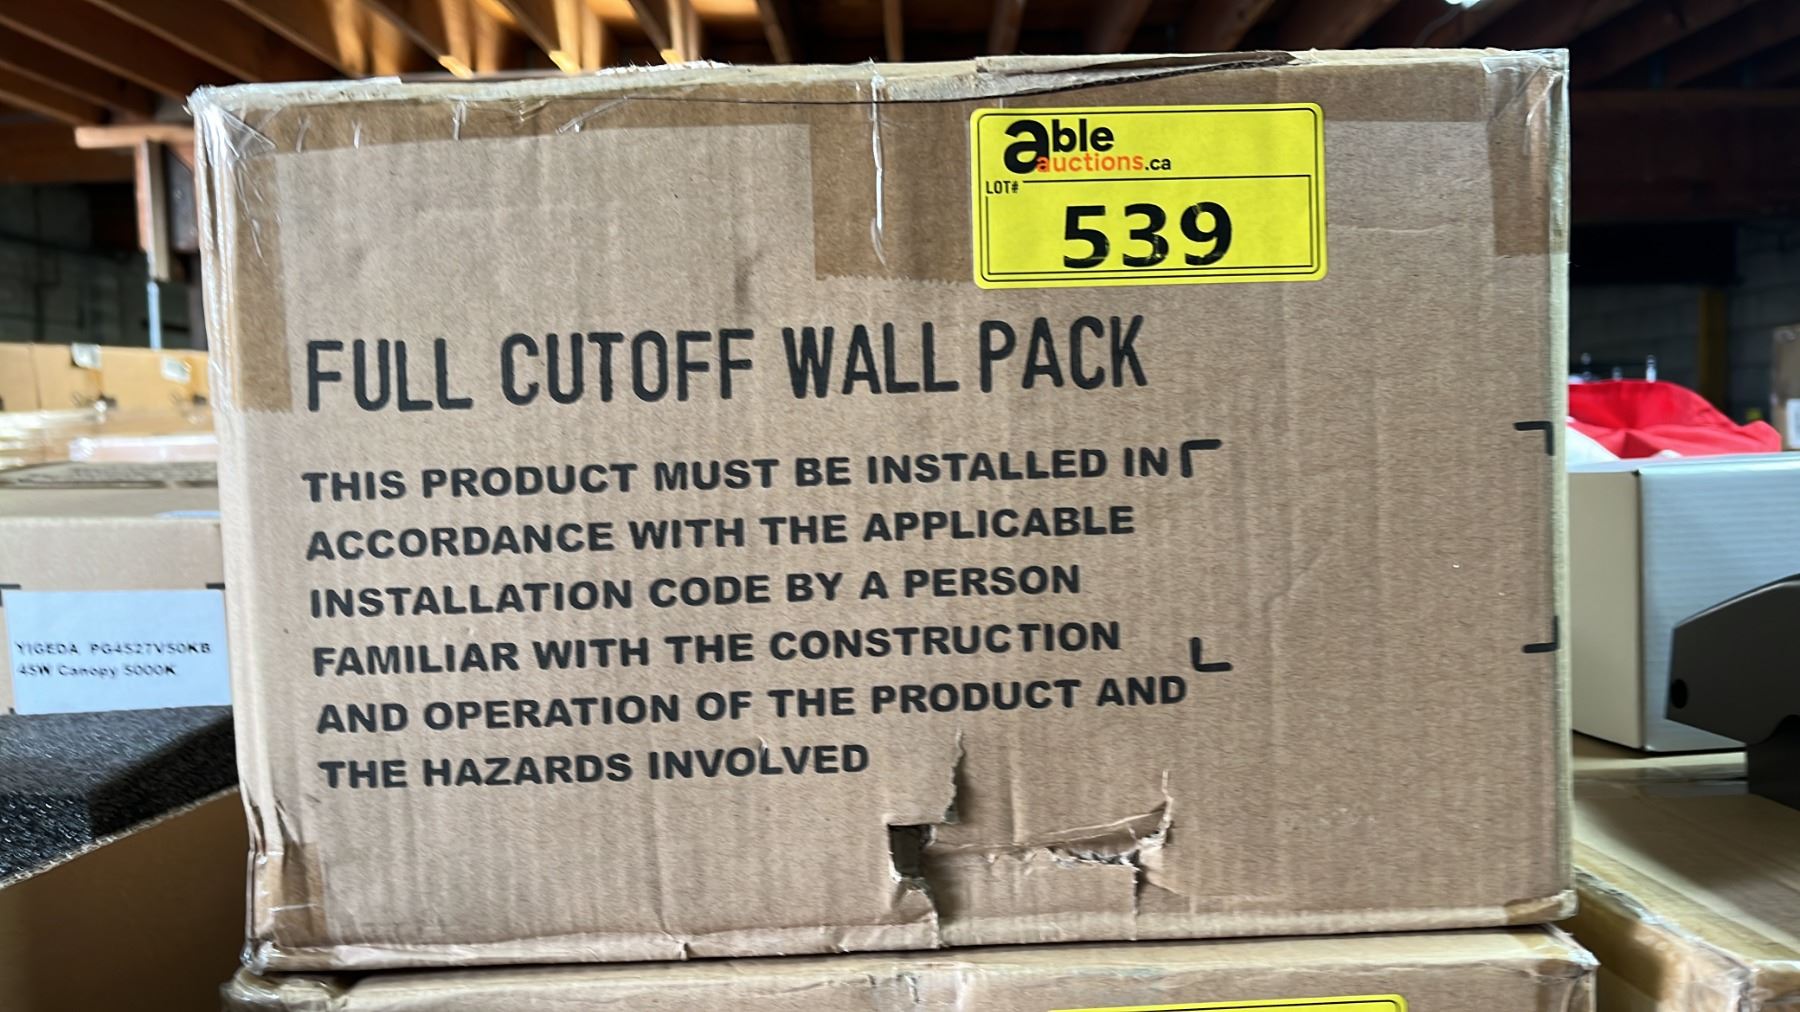 able
auctions.ca
LOT#
539
FULL CUTOFF WALL PACK
THIS PRODUCT MUST BE INSTALLED IN
ACCORDANCE WITH THE APPLICABLE
INSTALLATION CODE BY A PERSON
FAMILIAR WITH THE CONSTRUCTION
AND OPERATION OF THE PRODUCT AND
THE HAZARDS INVOLVED
YIGEDA PG4527V50KB
45W Canopy 5000K